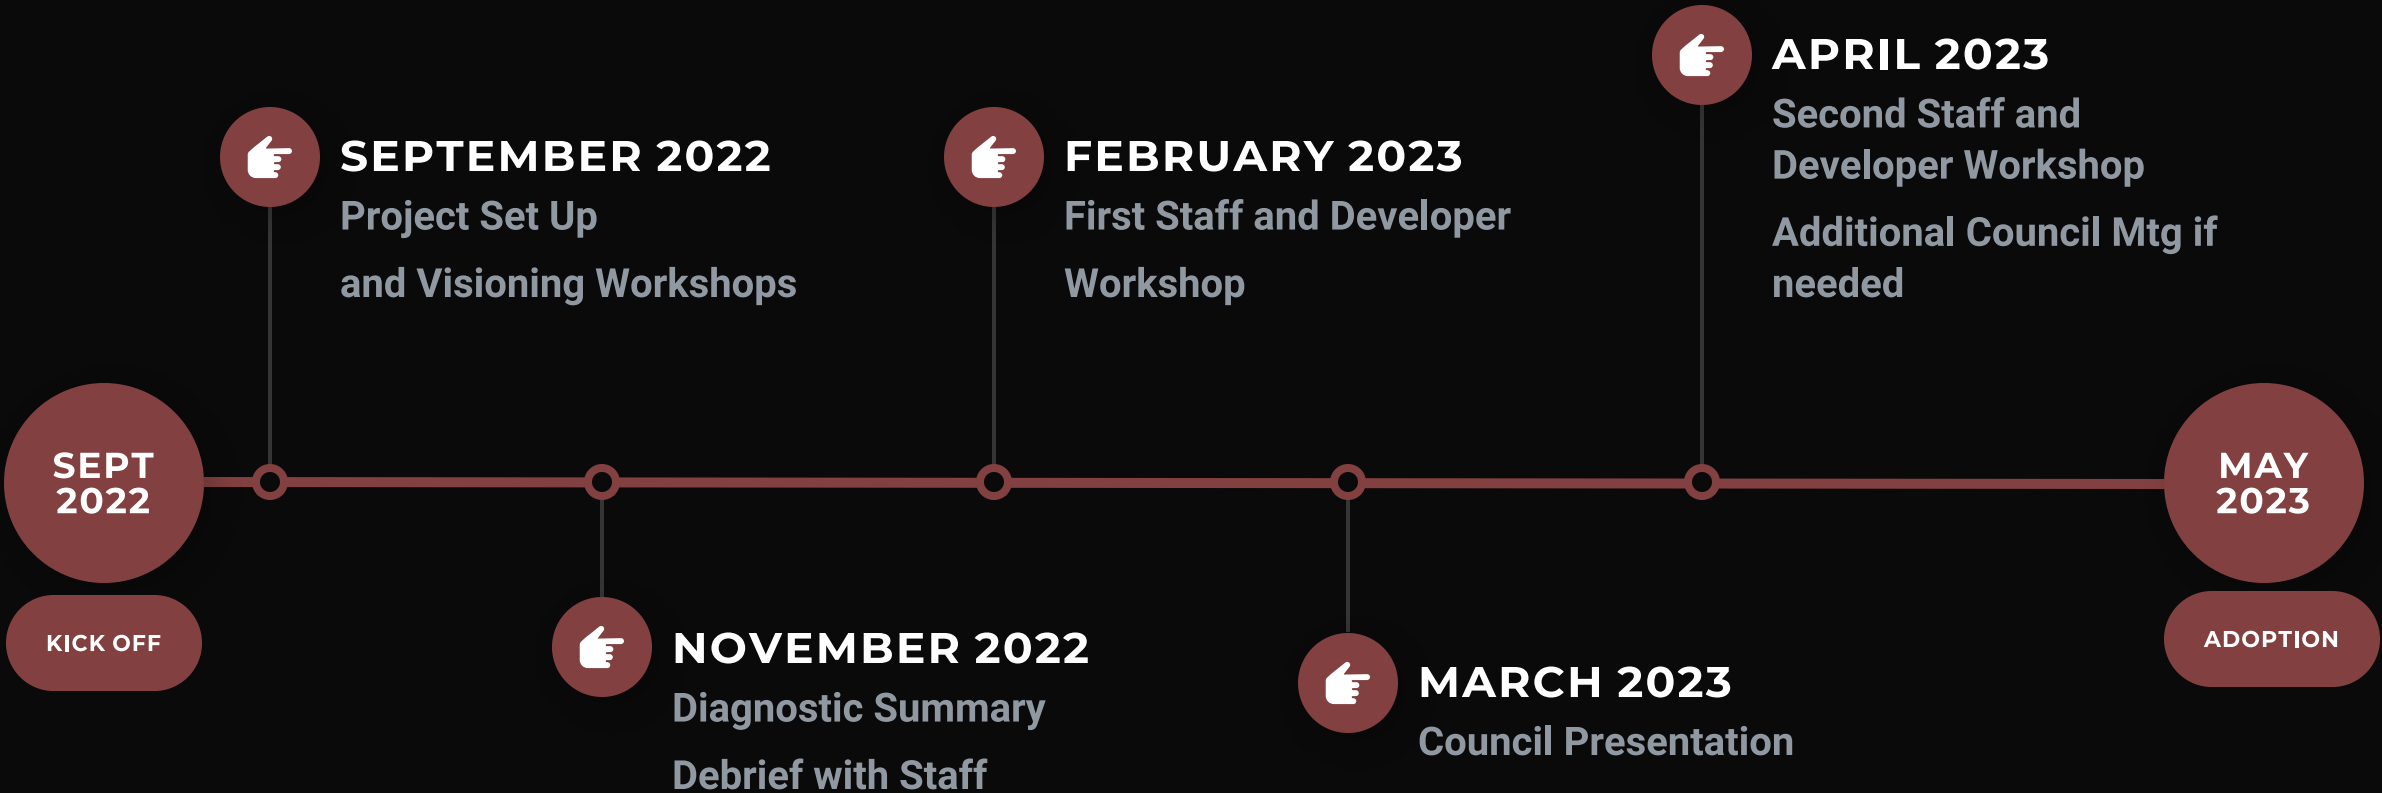 SEPT
2022
KICK OFF
SEPTEMBER 2022
Project Set Up
and Visioning Workshops
NOVEMBER 2022
Diagnostic Summary
Debrief with Staff
FEBRUARY 2023
First Staff and Developer
Workshop
MARCH 2023
Council Presentation
APRIL 2023
Second Staff and
Developer Workshop
Additional Council Mtg if
needed
MAY
2023
ADOPTION